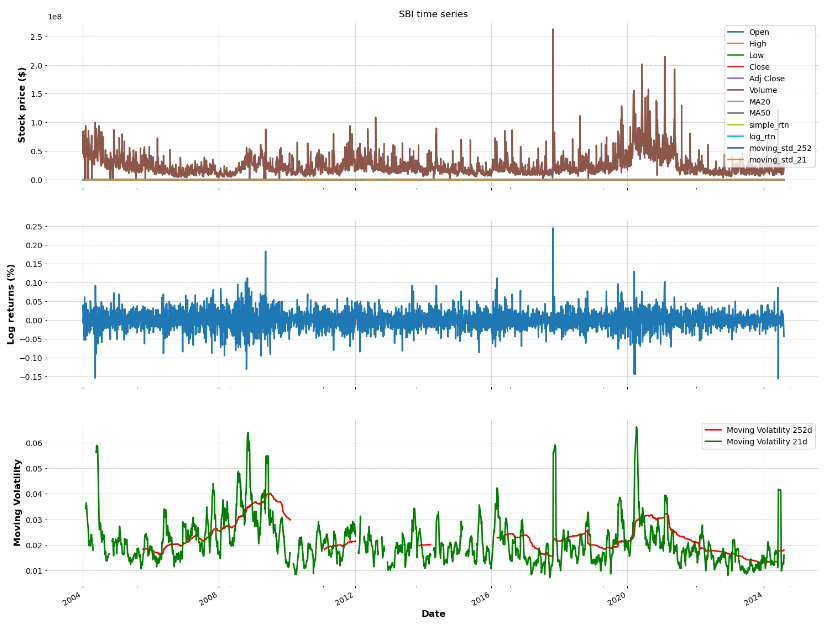 SBI time series
1e8
2.5
2.0
1.5
1.0
0.5
0.0
Stock price ($)
Open
High
Low
Close
Adj Close
Volume
MA20
MA50
simple_rtn
log_rtn
moving_std_252
moving_std_21
0.25
0.20
0.15
0.10
0.05
0.00
−0.05
−0.10
−0.15
Log returns (%)
0.06
0.05
0.04
0.03
0.02
0.01
Moving Volatility
Moving Volatility 252d
Moving Volatility 21d
2004 2008 2012 2016 2020 2024
Date